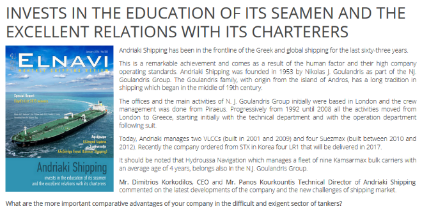 INVESTS IN THE EDUCATION OF ITS SEAMEN AND THE
EXCELLENT RELATIONS WITH ITS CHARTERERS
ELNAVI
Andriaki Shipping
invests in the education of its seamen
and the excellent relations with its charterers
Andriaki Shipping has been in the frontline of the Greek and global shipping for the last sixty-three years.
This is a remarkable achievement and comes as a result of the human factor and their high company
operating standards. Andriaki Shipping was founded in 1953 by Nikolas J. Goulandris as part of the N.J.
Goulandris Group. The Goulandris family, with origin from the island of Andros, has a long tradition in
shipping which began in the middle of 19th century.
The offices and the main activities of N. J. Goulandris Group initially were based in London and the crew
management was done from Piraeus. Progressively from 1992 until 2008 all the activities moved from
London to Greece, starting initially with the technical department and with the operation department
following suit.
Today, Andriaki manages two VLCCs (built in 2001 and 2009) and four Suezmax (built between 2010 and
2012). Recently the company ordered from STX in Korea four LR1 that will be delivered in 2017.
It should be noted that Hydroussa Navigation which manages a fleet of nine Kamsarmax bulk carriers with
an average age of 4 years, belongs also in the N.J. Goulandris Group
Mr. Dimitrios Korkodilos, CEO and Mr. Panos Kourkountis Technical Director of Andriaki Shipping
commented on the latest developments of the company and the new challenges of shipping market
What are the more important comparative advantages of your company in the difficult and exigent sector of tankers?